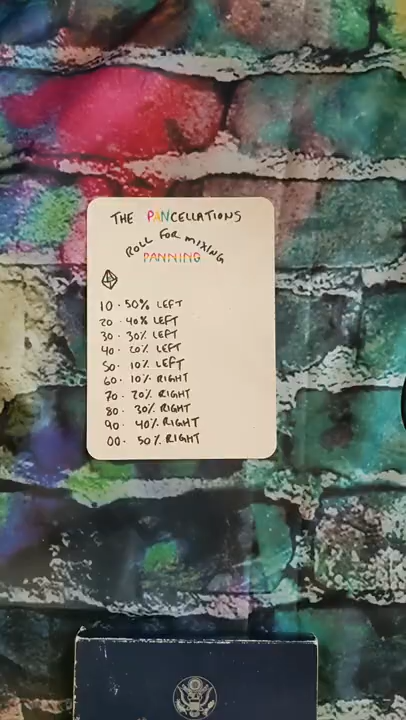 THE PANCELLATIONS
ROLL FOR MIXING
PANNING
10 · 50% LEFT
20 · 40% LEFT
30 · 30% LEFT
40 · 20% LEFT
50 · 10% LEFT
60 · 10% RIGHT
70 · 20% RIGHT
80 · 30% RIGHT
90 · 40% RIGHT
00 · 50% RIGHT